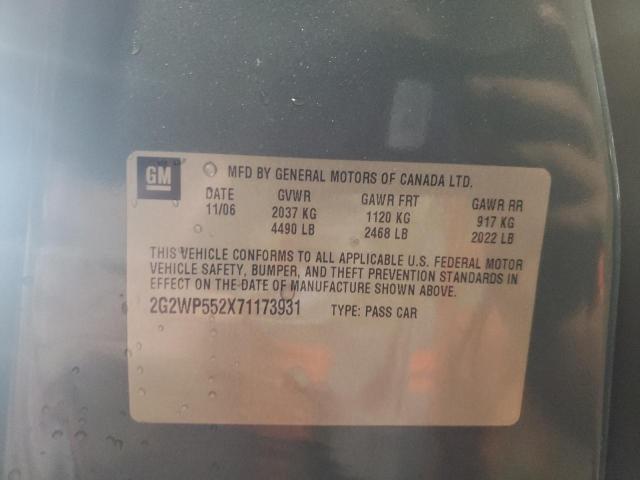 GM
MFD BY GENERAL MOTORS OF CANADA LTD.
DATE GVWR GAWR FRT GAWR RR
11/06 2037 KG 1120 KG 917 KG
4490 LB 2468 LB 2022 LB
THIS VEHICLE CONFORMS TO ALL APPLICABLE U.S. FEDERAL MOTOR
VEHICLE SAFETY, BUMPER, AND THEFT PREVENTION STANDARDS IN
EFFECT ON THE DATE OF MANUFACTURE SHOWN ABOVE.
2G2WP552X71173931 TYPE: PASS CAR